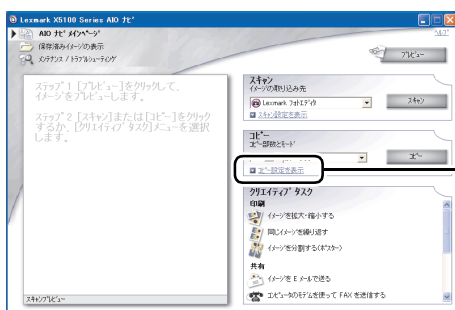 Lexmark X5100 Series AIO ﾅﾋﾞ
AIO ﾅﾋﾞ ﾒｲﾝﾍﾟｰｼﾞ
ﾍﾙﾌﾟ
保存済みｲﾒｰｼﾞの表示
ﾒﾝﾃﾅﾝｽ / ﾄﾗﾌﾞﾙｼｭｰﾃｨﾝｸﾞ
ﾌﾟﾚﾋﾞｭｰ
ステップ 1 [プレビュー]をクリックして、
イメージをプレビューします。
ステップ 2 [スキャン]または[コピー]をクリック
するか、[クリエイティブ タスク]メニューを選択
します。
スキャン
ｲﾒｰｼﾞの取り込み先
Lexmark ﾌｫﾄｴﾃﾞｨﾀ
ｽｷｬﾝ
ｽｷｬﾝ設定を表示
コピー
ｺﾋﾟｰ部数とﾓｰﾄﾞ
ｺﾋﾟｰ
ｺﾋﾟｰ設定を表示
クリエイティブ タスク
印刷
ｲﾒｰｼﾞを拡大・縮小する
同じｲﾒｰｼﾞを繰り返す
ｲﾒｰｼﾞを分割する(ﾎﾟｽﾀｰ)
共有
ｲﾒｰｼﾞを E ﾒｰﾙで送る
ｺﾝﾋﾟｭｰﾀのﾓﾃﾞﾑを使って FAX を送信する
ｽｷｬﾝﾌﾟﾚﾋﾞｭｰ